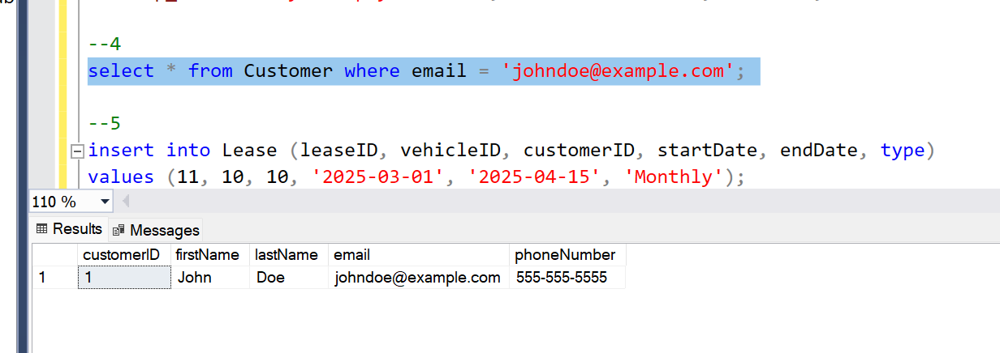 --4
select * from Customer where email = 'johndoe@example.com';
--5
insert into Lease (leaseID, vehicleID, customerID, startDate, endDate, type)
values (11, 10, 10, '2025-03-01', '2025-04-15', 'Monthly');
110 %
Results Messages
customerID firstName lastName email phoneNumber
1 1 John Doe johndoe@example.com 555-555-5555